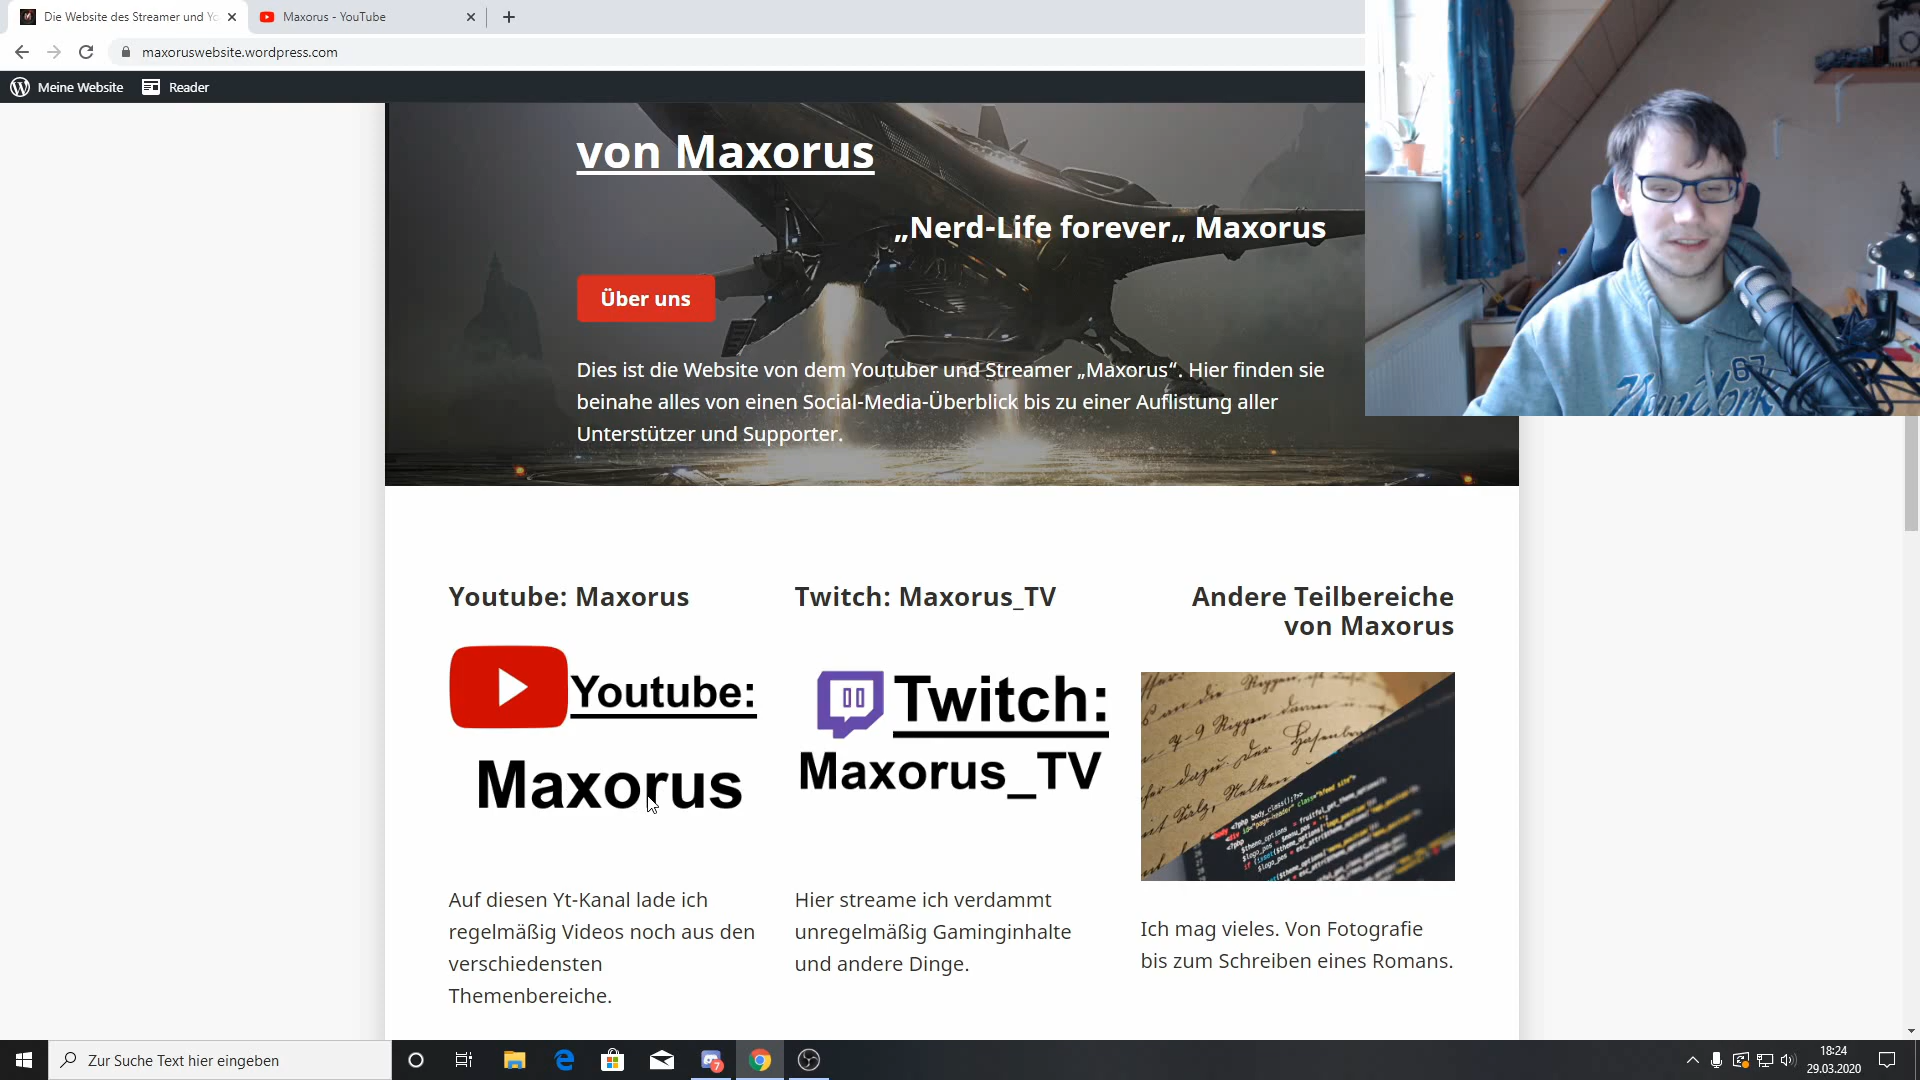 Die Website des Streamer und Yo
Maxorus - YouTube
maxoruswebsite.wordpress.com
Meine Website
Reader
von Maxorus
„Nerd-Life forever„ Maxorus
Über uns
Dies ist die Website von dem Youtuber und Streamer „Maxorus“. Hier finden sie
beinahe alles von einen Social-Media-Überblick bis zu einer Auflistung aller
Unterstützer und Supporter.
67
Youtube: Maxorus
Twitch: Maxorus_TV
Andere Teilbereiche
von Maxorus
Youtube:
Maxorus
Twitch:
Maxorus_TV
Auf diesen Yt-Kanal lade ich
regelmäßig Videos noch aus den
verschiedensten
Themenbereiche.
Hier streame ich verdammt
unregelmäßig Gaminginhalte
und andere Dinge.
Ich mag vieles. Von Fotografie
bis zum Schreiben eines Romans.
Zur Suche Text hier eingeben
7
18:24
29.03.2020